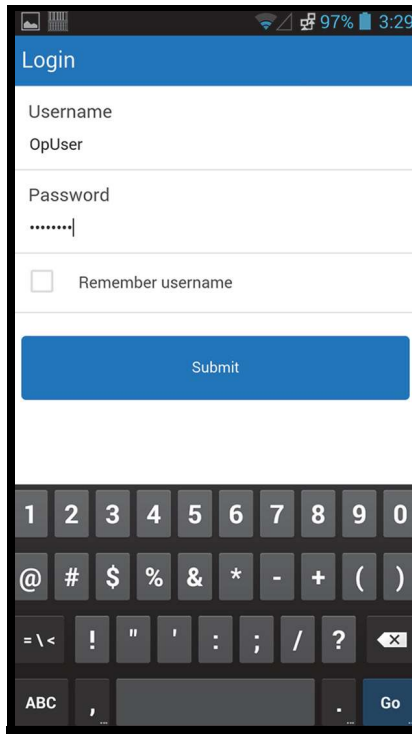 97% 3:29
Login
Username
OpUser
Password
••••••••
Remember username
Submit
1 2 3 4 5 6 7 8 9 0
@ # $ % & * - + ( )
= \ < ! " ' : ; / ?
ABC , . Go